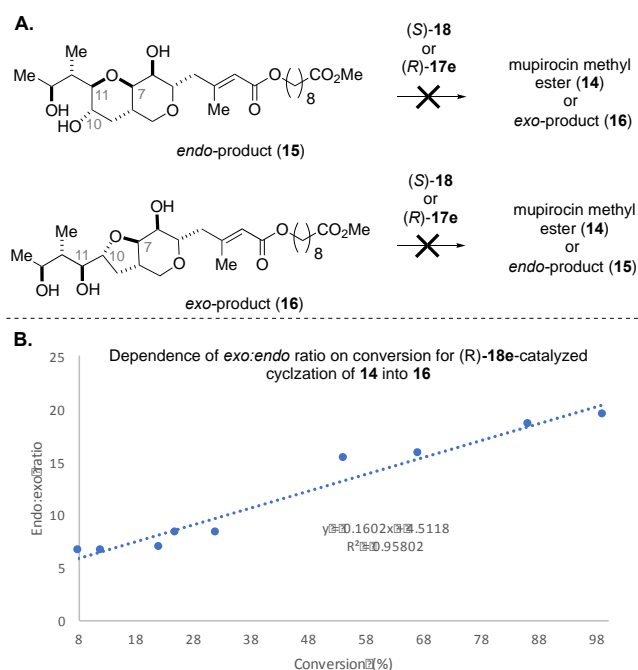 A.
Me
OH
O
O
CO₂Me
8
Me
O
11
7
Me
O
OH
HO
10
O
endo-product (15)
(S)-18
or
(R)-17e
mupirocin methyl
ester (14)
or
exo-product (16)
OH
Me
O
O
CO₂Me
8
Me
11
10
7
O
Me
O
OH
OH
exo-product (16)
(S)-18
or
(R)-17e
mupirocin methyl
ester (14)
or
endo-product (15)
B.
Dependence of exo:endo ratio on conversion for (R)-18e-catalyzed
cyclzation of 14 into 16
25
20
15
10
5
0
Endo:exo ratio
y = 0.1602x + 4.5118
R² = 0.95802
8 18 28 38 48 58 68 78 88 98
Conversion (%)